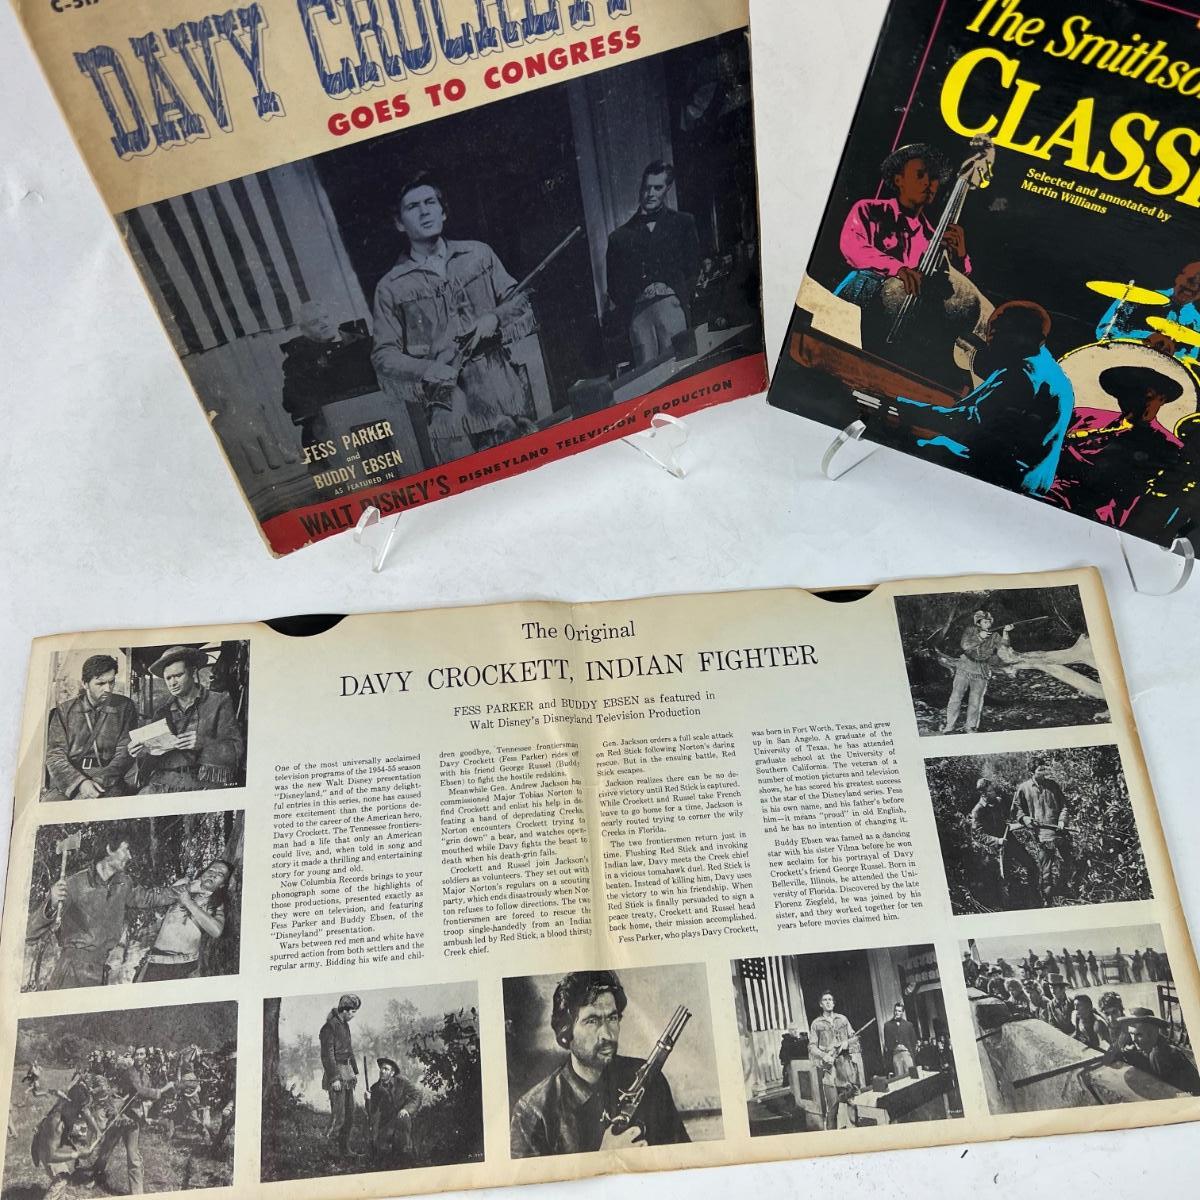 C-517
DAVY CROCKETT
GOES TO CONGRESS
FESS PARKER
and
BUDDY EBSEN
AS FEATURED IN
WALT DISNEY'S DISNEYLAND TELEVISION PRODUCTION
The Smithso
CLASSI
Selected and annotated by
Martin Williams
The Original
DAVY CROCKETT, INDIAN FIGHTER
FESS PARKER and BUDDY EBSEN as featured in
Walt Disney's Disneyland Television Production
One of the most universally acclaimed
television programs of the 1954-55 season
was the new Walt Disney presentation
"Disneyland," and of the many delight-
ful entries in this series, none has caused
more excitement than the portions de-
voted to the career of the American hero,
Davy Crockett. The Tennessee frontiers-
man had a life that only an American
could live, and, when told in song and
story it made a thrilling and entertaining
story for young and old.
Now Columbia Records brings to your
phonograph some of the highlights of
those productions, presented exactly as
they were on television, and featuring
Fess Parker and Buddy Ebsen, of the
"Disneyland" presentation.
Wars between red men and white have
spurred action from both settlers and the
regular army. Bidding his wife and chil-
dren goodbye, Tennessee frontiersman
Davy Crockett (Fess Parker) rides off
with his friend George Russel (Buddy
Ebsen) to fight the hostile redskins.
Meanwhile Gen. Andrew Jackson has
commissioned Major Tobias Norton to
find Crockett and enlist his help in de-
feating a band of depredating Creeks.
Norton encounters Crockett trying to
"grin down" a bear, and watches open-
mouthed while Davy fights the beast to
death when his death-grin fails.
Crockett and Russel join Jackson's
soldiers as volunteers. They set out with
Major Norton's regulars on a scouting
party, which ends disastrously when Nor-
ton refuses to follow directions. The two
frontiersmen are forced to rescue the
troop single-handedly from an Indian
ambush led by Red Stick, a blood thirsty
Creek chief.
Gen. Jackson orders a full scale attack
on Red Stick following Norton's daring
rescue. But in the ensuing battle, Red
Stick escapes.
Jackson realizes there can be no de-
cisive victory until Red Stick is captured.
While Crockett and Russel take French
leave to go home for a time, Jackson is
nearly routed trying to corner the wily
Creeks in Florida.
The two frontiersmen return just in
time. Flushing Red Stick and invoking
Indian law, Davy meets the Creek chief
in a vicious tomahawk duel. Red Stick is
beaten. Instead of killing him, Davy uses
the victory to win his friendship. When
Red Stick is finally persuaded to sign a
peace treaty, Crockett and Russel head
back home, their mission accomplished.
Fess Parker, who plays Davy Crockett,
was born in Fort Worth, Texas, and grew
up in San Angelo. A graduate of the
University of Texas, he has attended
graduate school at the University of
Southern California. The veteran of a
number of motion pictures and television
shows, he has scored his greatest success
as the star of the Disneyland series. Fess
is his own name, and his father's before
him—it means "proud" in old English,
and he has no intention of changing it.
Buddy Ebsen was famed as a dancing
star with his sister Vilma before he won
new acclaim for his portrayal of Davy
Crockett's friend George Russel. Born in
Belleville, Illinois, he attended the Uni-
versity of Florida. Discovered by the late
Florenz Ziegfeld, he was joined by his
sister, and they worked together for ten
years before movies claimed him.